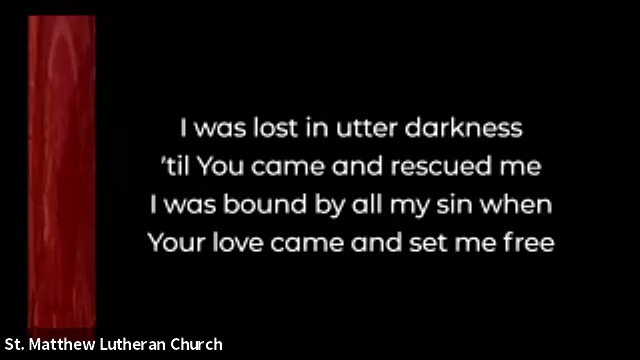 I was lost in utter darkness
'til You came and rescued me
I was bound by all my sin when
Your love came and set me free
St. Matthew Lutheran Church